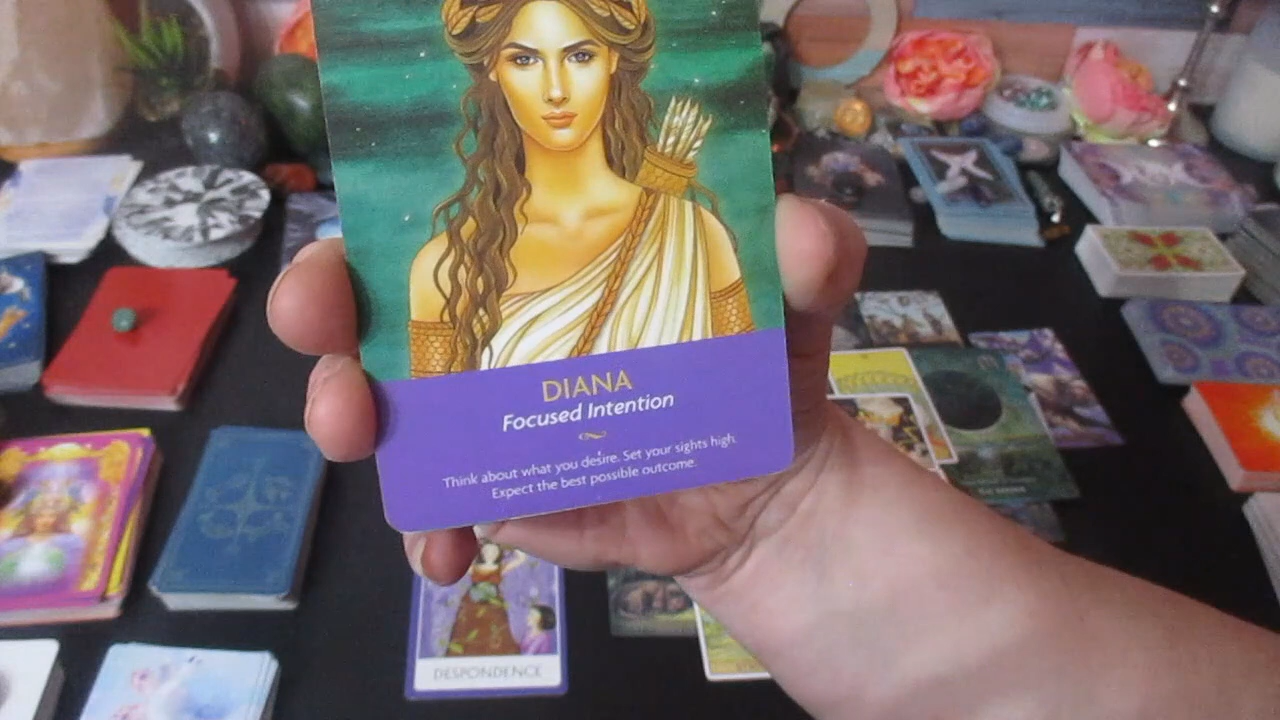 DIANA
Focused Intention
Think about what you desire. Set your sights high.
Expect the best possible outcome.
DESPONDENCE